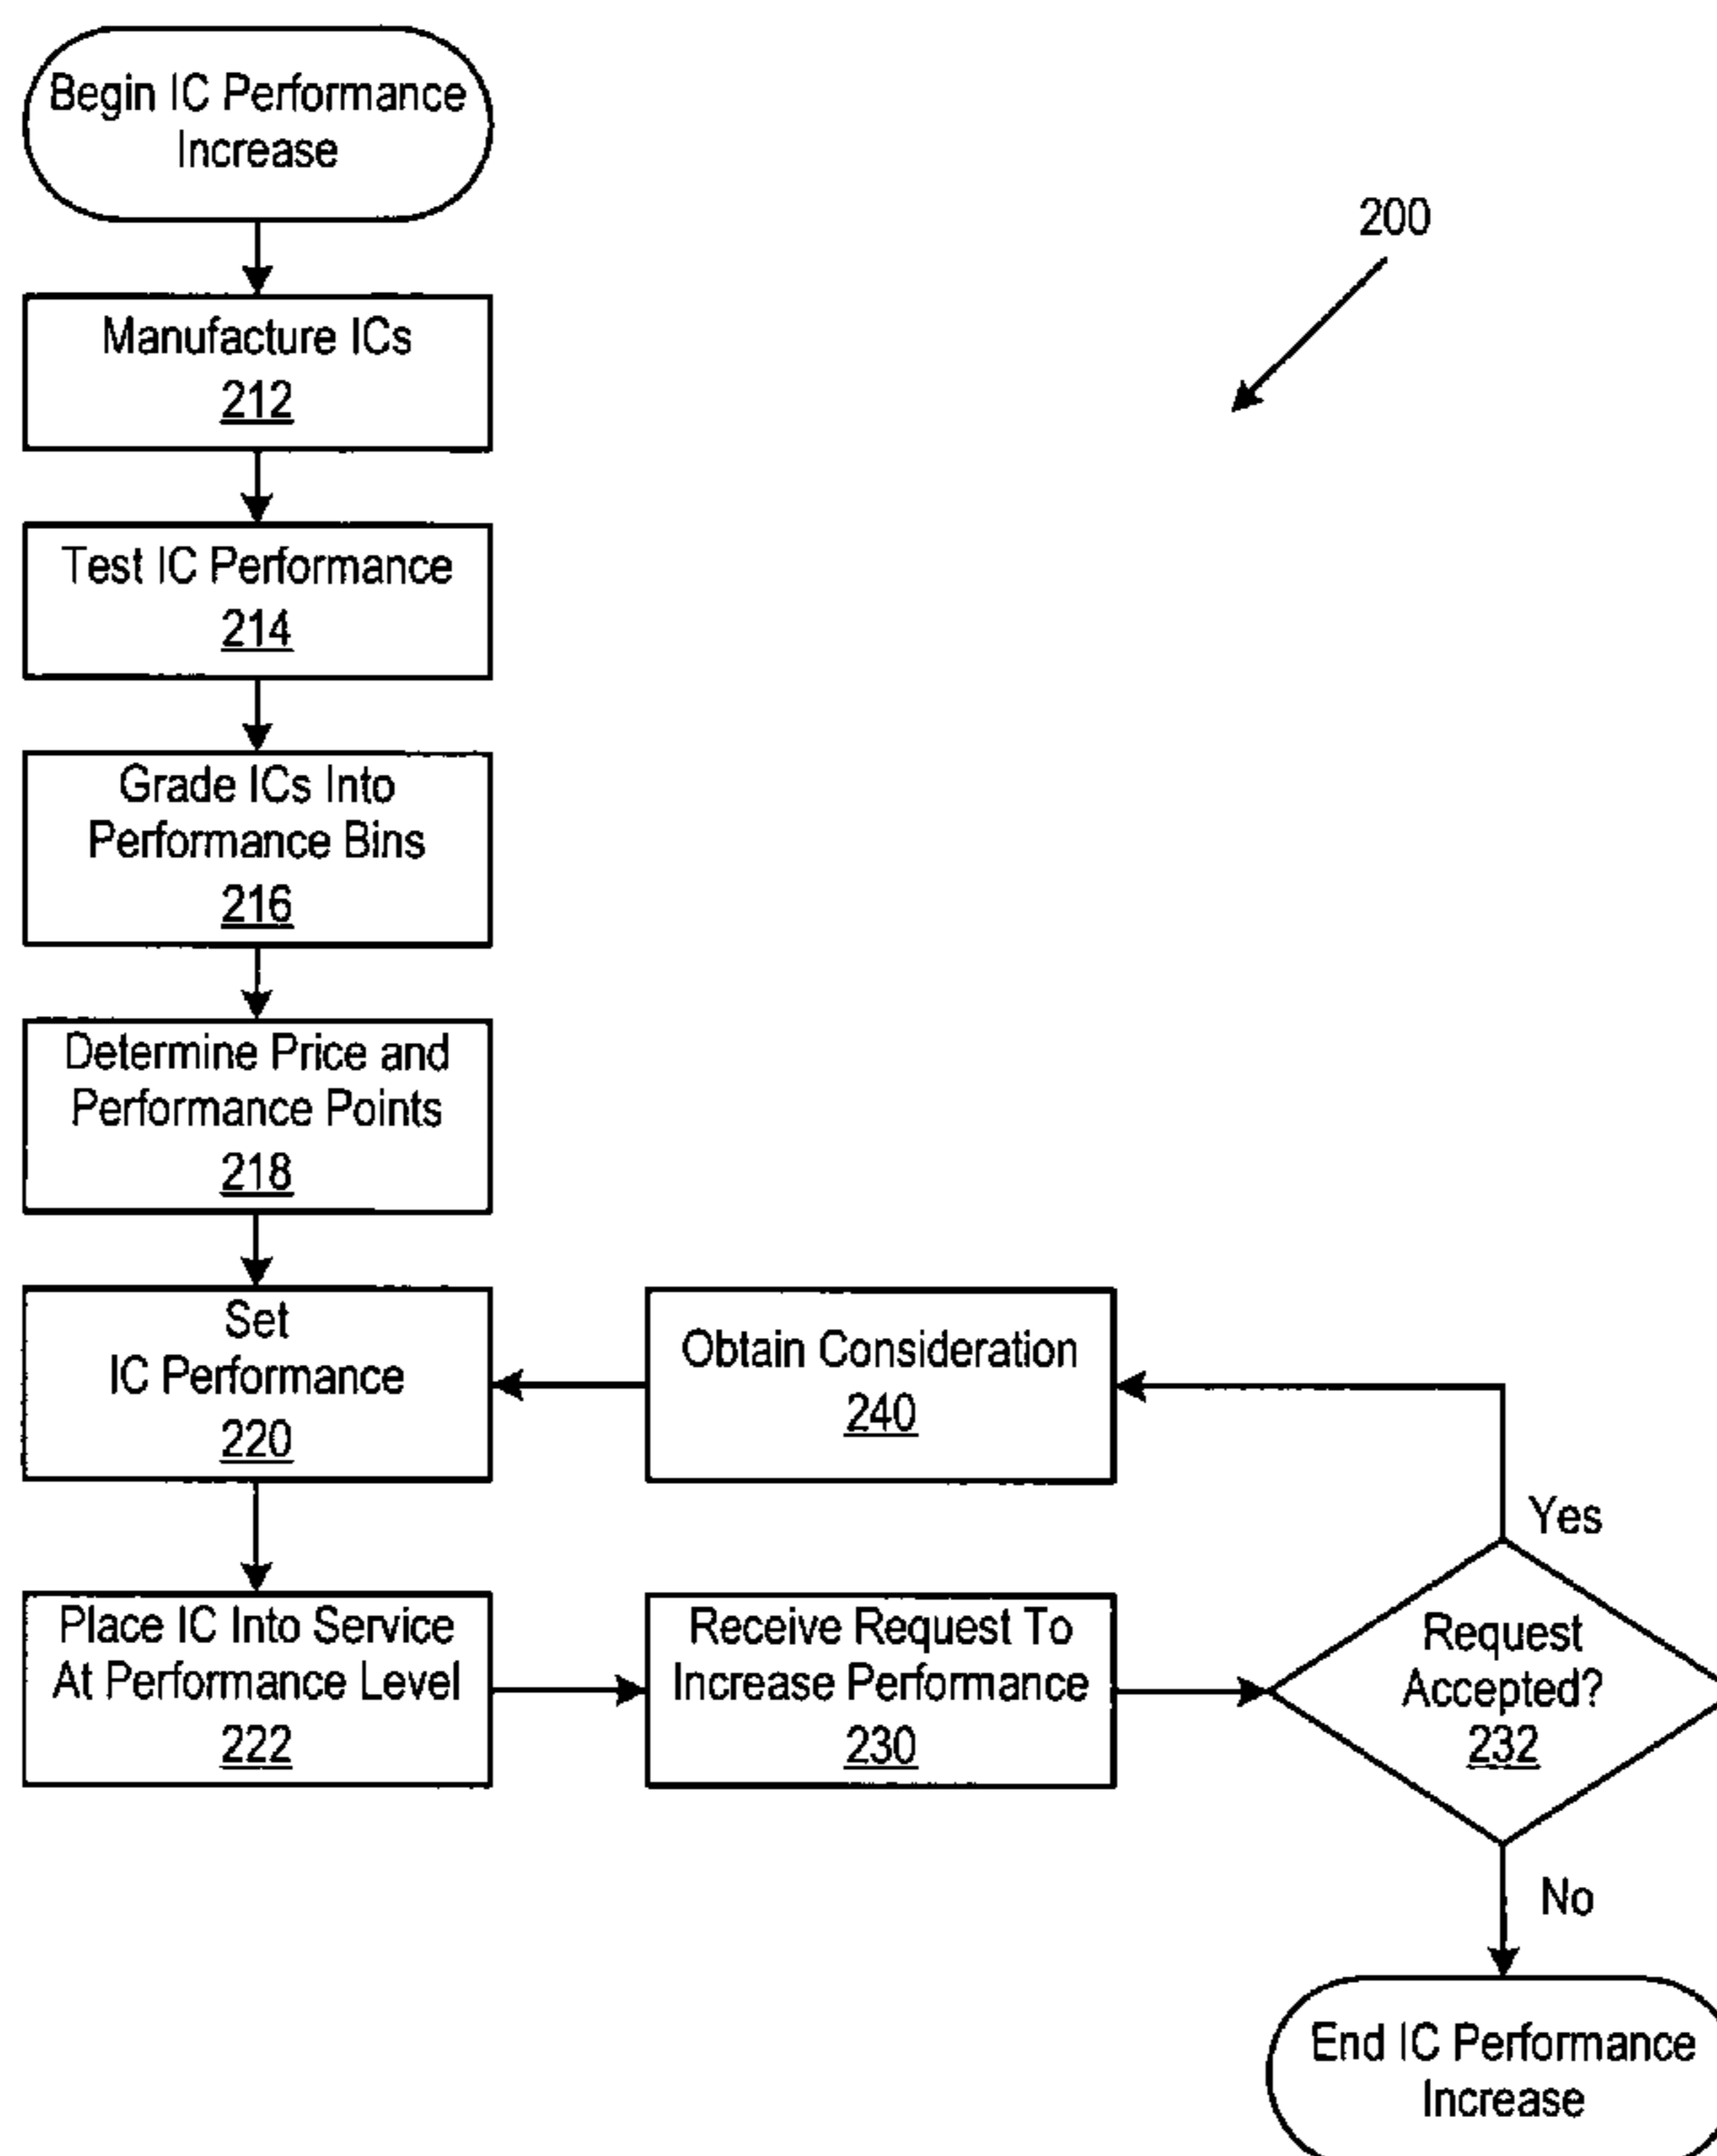 Begin IC Performance
Increase
200
Manufacture ICs
212
Test IC Performance
214
Grade ICs Into
Performance Bins
216
Determine Price and
Performance Points
218
Set
IC Performance
220
Obtain Consideration
240
Yes
Place IC Into Service
At Performance Level
222
Receive Request To
Increase Performance
230
Request
Accepted?
232
No
End IC Performance
Increase